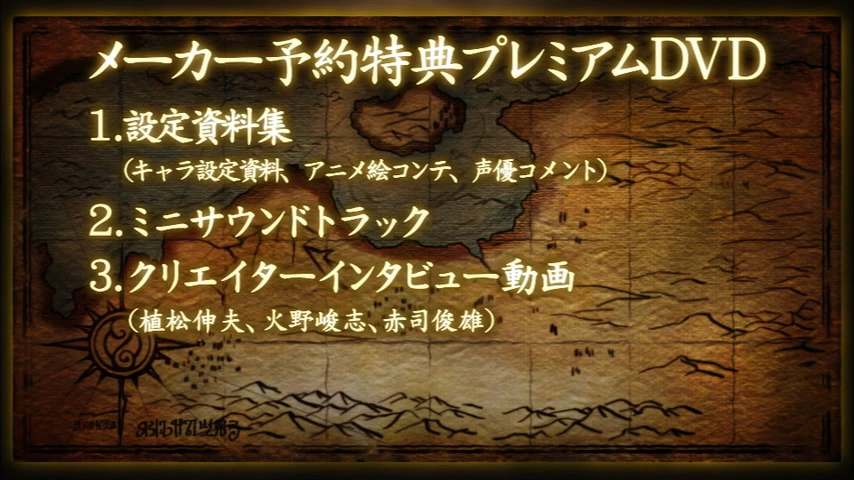 メーカー予約特典プレミアムDVD
1.設定資料集
（キャラ設定資料、アニメ絵コンテ、声優コメント）
2.ミニサウンドトラック
3.クリエイターインタビュー動画
（植松伸夫、火野峻志、赤司俊雄）